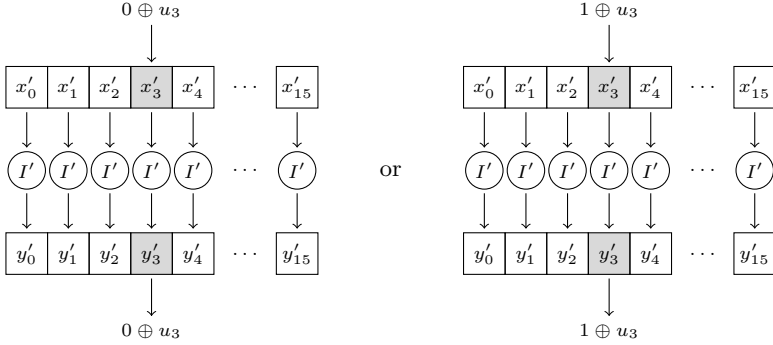 0 ⊕ u₃ 1 ⊕ u₃
x′₀ x′₁ x′₂ x′₃ x′₄ ⋯ x′₁₅ x′₀ x′₁ x′₂ x′₃ x′₄ ⋯ x′₁₅
I′ I′ I′ I′ I′ ⋯ I′ or I′ I′ I′ I′ I′ ⋯ I′
y′₀ y′₁ y′₂ y′₃ y′₄ ⋯ y′₁₅ y′₀ y′₁ y′₂ y′₃ y′₄ ⋯ y′₁₅
0 ⊕ u₃ 1 ⊕ u₃